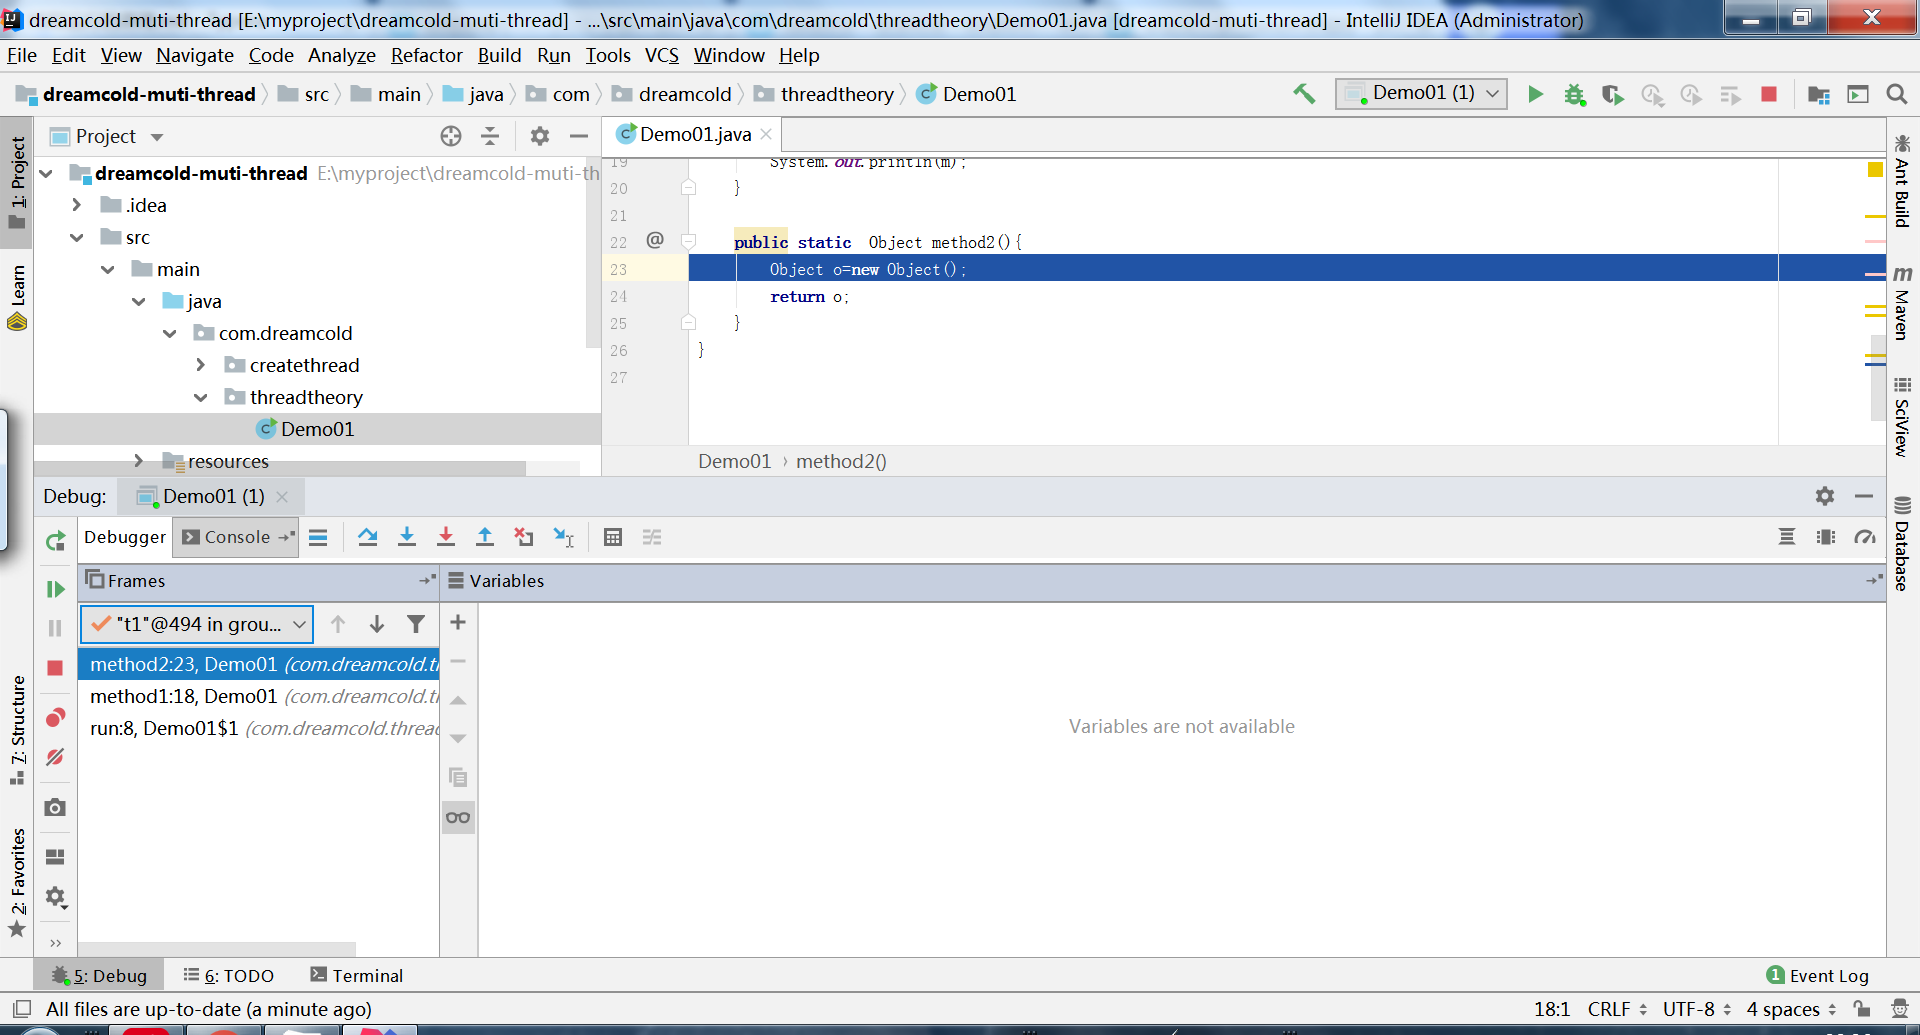 dreamcold-muti-thread [E:\myproject\dreamcold-muti-thread] - ...\src\main\java\com\dreamcold\threadtheory\Demo01.java [dreamcold-muti-thread] - IntelliJ IDEA (Administrator)
File Edit View Navigate Code Analyze Refactor Build Run Tools VCS Window Help
dreamcold-muti-thread src main java com dreamcold threadtheory Demo01
Demo01 (1)
1: Project
Learn
7: Structure
2: Favorites
Project
dreamcold-muti-thread E:\myproject\dreamcold-muti-th
.idea
src
main
java
com.dreamcold
createthread
threadtheory
Demo01
resources
Demo01.java
19 System.out.println(m);
20 }
21
22 @ public static  Object method2(){
23 Object o=new Object();
24 return o;
25 }
26 }
27
Demo01 › method2()
Ant Build
Maven
SciView
Database
Debug: Demo01 (1)
Debugger Console
Frames
Variables
"t1"@494 in grou...
method2:23, Demo01 (com.dreamcold.t
method1:18, Demo01 (com.dreamcold.t
run:8, Demo01$1 (com.dreamcold.threa
Variables are not available
5: Debug 6: TODO Terminal
1 Event Log
All files are up-to-date (a minute ago)
18:1 CRLF UTF-8 4 spaces